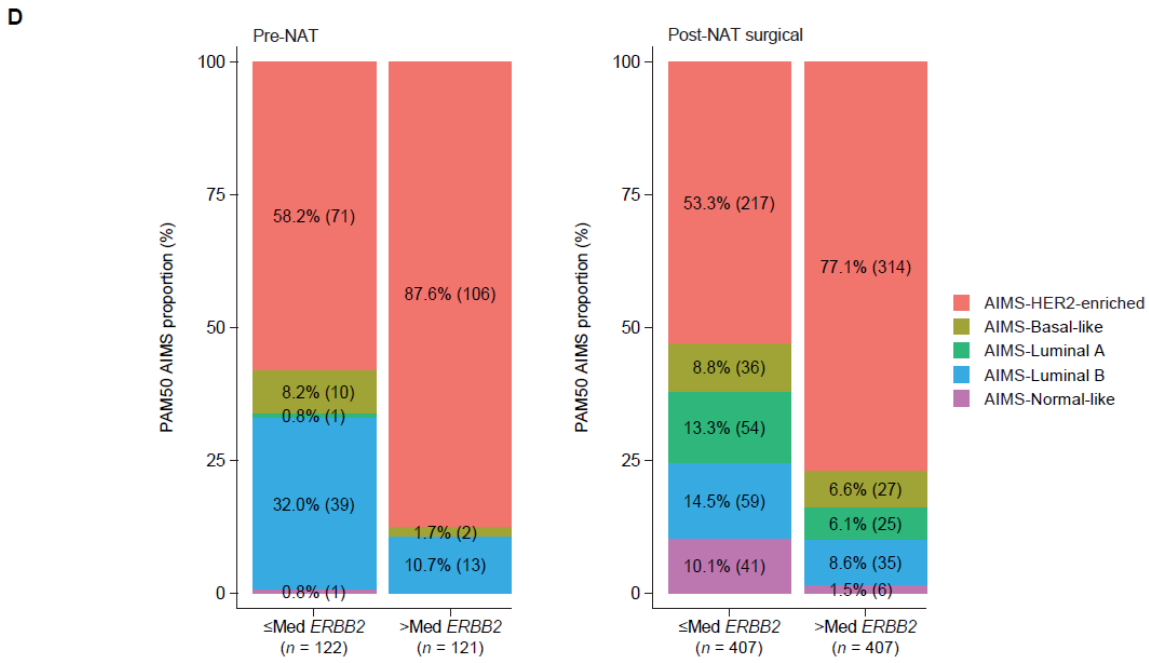 D
Pre-NAT
PAM50 AIMS proportion (%)
100
75
50
25
0
58.2% (71)
8.2% (10)
0.8% (1)
32.0% (39)
0.8% (1)
87.6% (106)
1.7% (2)
10.7% (13)
≤Med ERBB2
(n = 122)
>Med ERBB2
(n = 121)
Post-NAT surgical
PAM50 AIMS proportion (%)
100
75
50
25
0
53.3% (217)
8.8% (36)
13.3% (54)
14.5% (59)
10.1% (41)
77.1% (314)
6.6% (27)
6.1% (25)
8.6% (35)
1.5% (6)
≤Med ERBB2
(n = 407)
>Med ERBB2
(n = 407)
AIMS-HER2-enriched
AIMS-Basal-like
AIMS-Luminal A
AIMS-Luminal B
AIMS-Normal-like